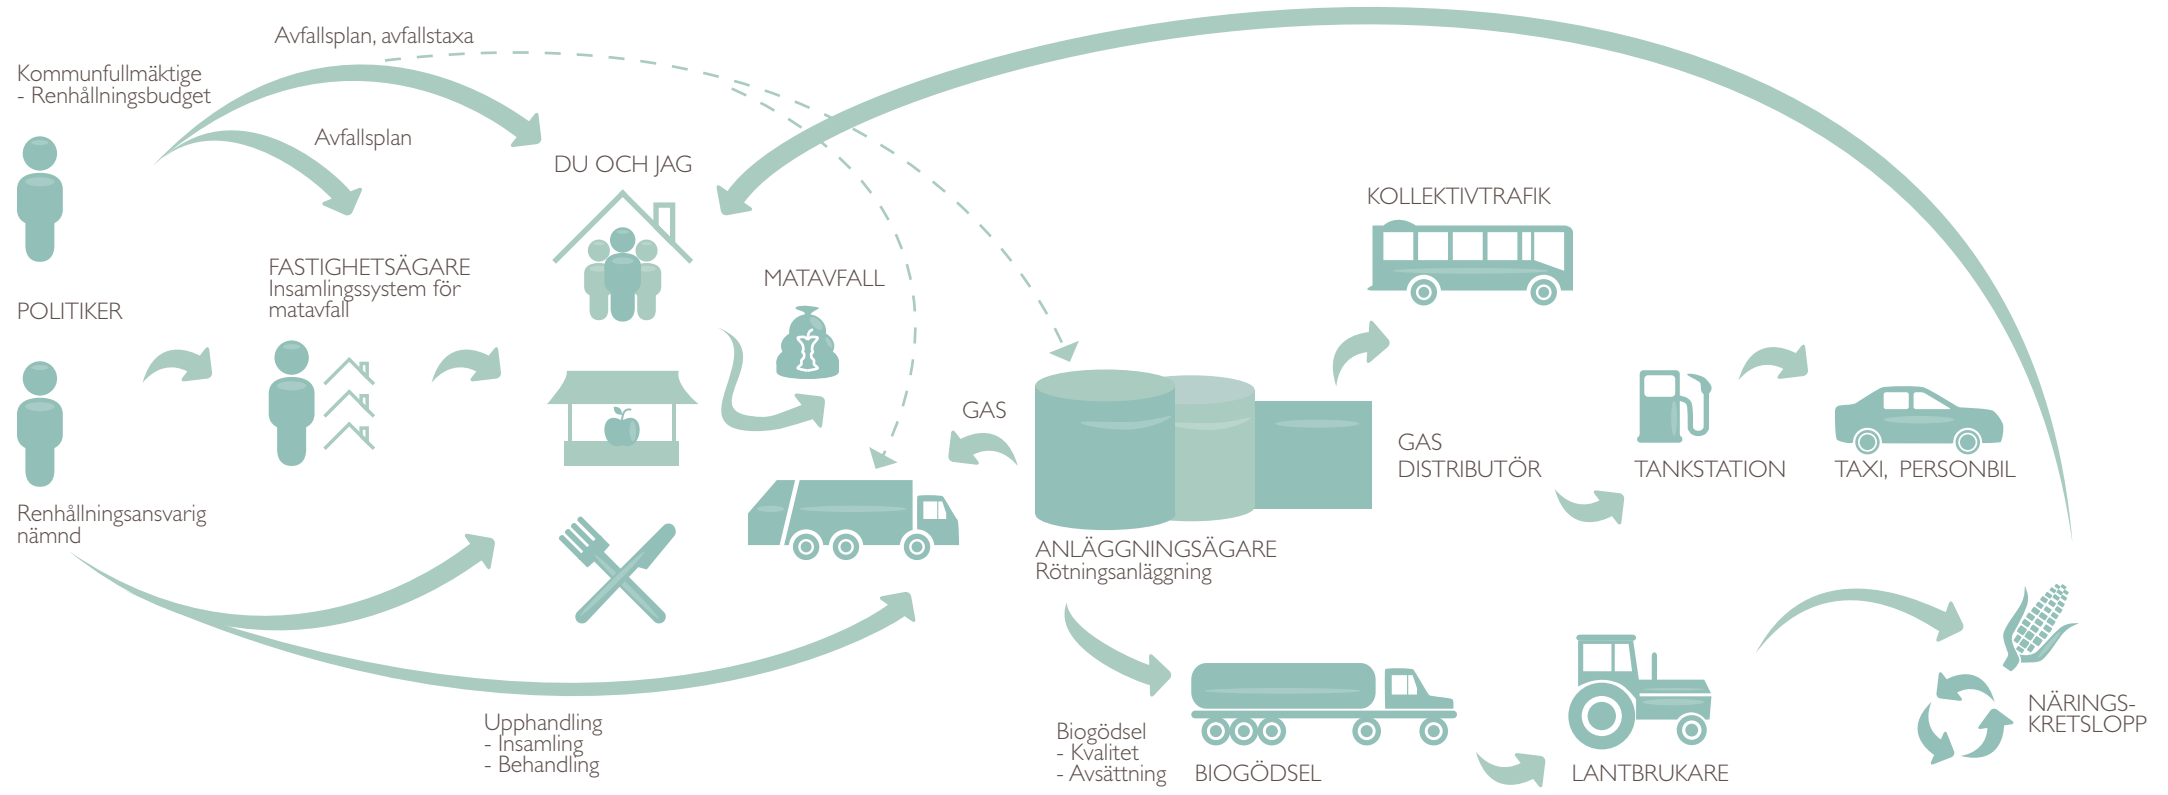 Avfallsplan, avfallstaxa
Kommunfullmäktige
- Renhållningsbudget
Avfallsplan
DU OCH JAG
POLITIKER
FASTIGHETSÄGARE
Insamlingssystem för
matavfall
MATAVFALL
KOLLEKTIVTRAFIK
GAS
GAS
DISTRIBUTÖR
TANKSTATION
TAXI, PERSONBIL
Renhållningsansvarig
nämnd
ANLÄGGNINGSÄGARE
Rötningsanläggning
Upphandling
- Insamling
- Behandling
Biogödsel
- Kvalitet
- Avsättning
BIOGÖDSEL
LANTBRUKARE
NÄRINGS-
KRETSLOPP